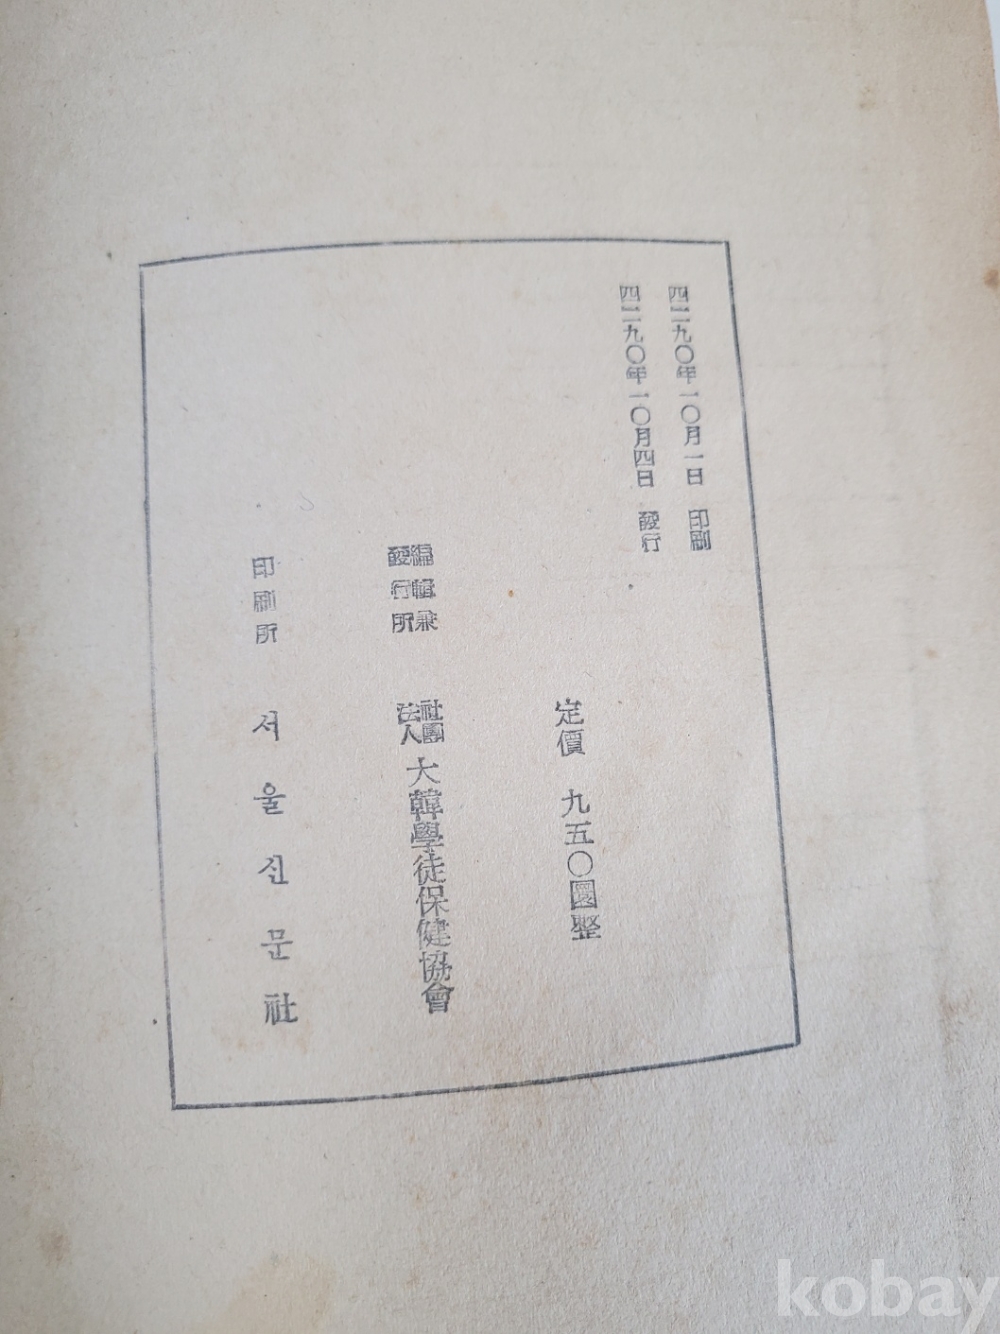 四二九〇年一〇月一日 印刷
四二九〇年一〇月四日 發行
定價 九五〇圜整
編輯兼
發行所
社團
法人
大韓學徒保健協會
印刷所 서울신문社
kobay